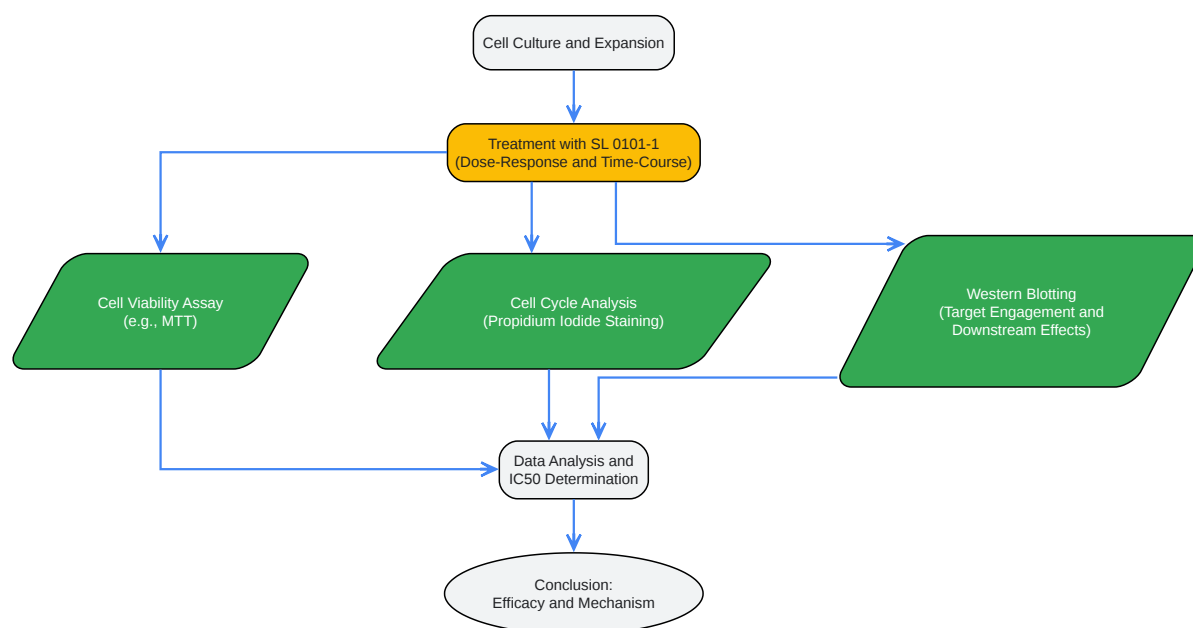 Cell Culture and Expansion
Treatment with SL 0101-1
(Dose-Response and Time-Course)
Cell Viability Assay
(e.g., MTT)
Cell Cycle Analysis
(Propidium Iodide Staining)
Western Blotting
(Target Engagement and
Downstream Effects)
Data Analysis and
IC50 Determination
Conclusion:
Efficacy and Mechanism